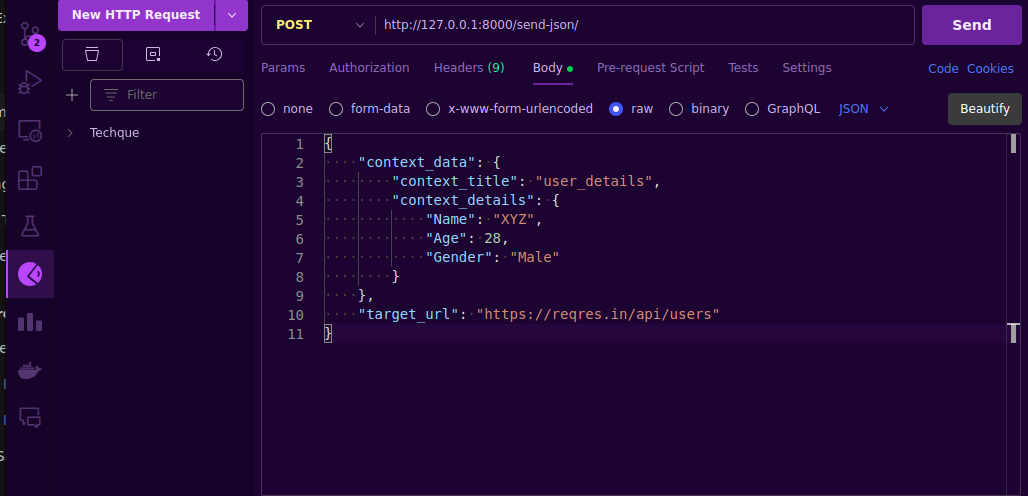 New HTTP Request
2
Filter
Techque
POST http://127.0.0.1:8000/send-json/ Send
Params Authorization Headers (9) Body Pre-request Script Tests Settings Code Cookies
none form-data x-www-form-urlencoded raw binary GraphQL JSON Beautify
1 {
2 "context_data": {
3 "context_title": "user_details",
4 "context_details": {
5 "Name": "XYZ",
6 "Age": 28,
7 "Gender": "Male"
8 }
9 },
10 "target_url": "https://reqres.in/api/users"
11 }